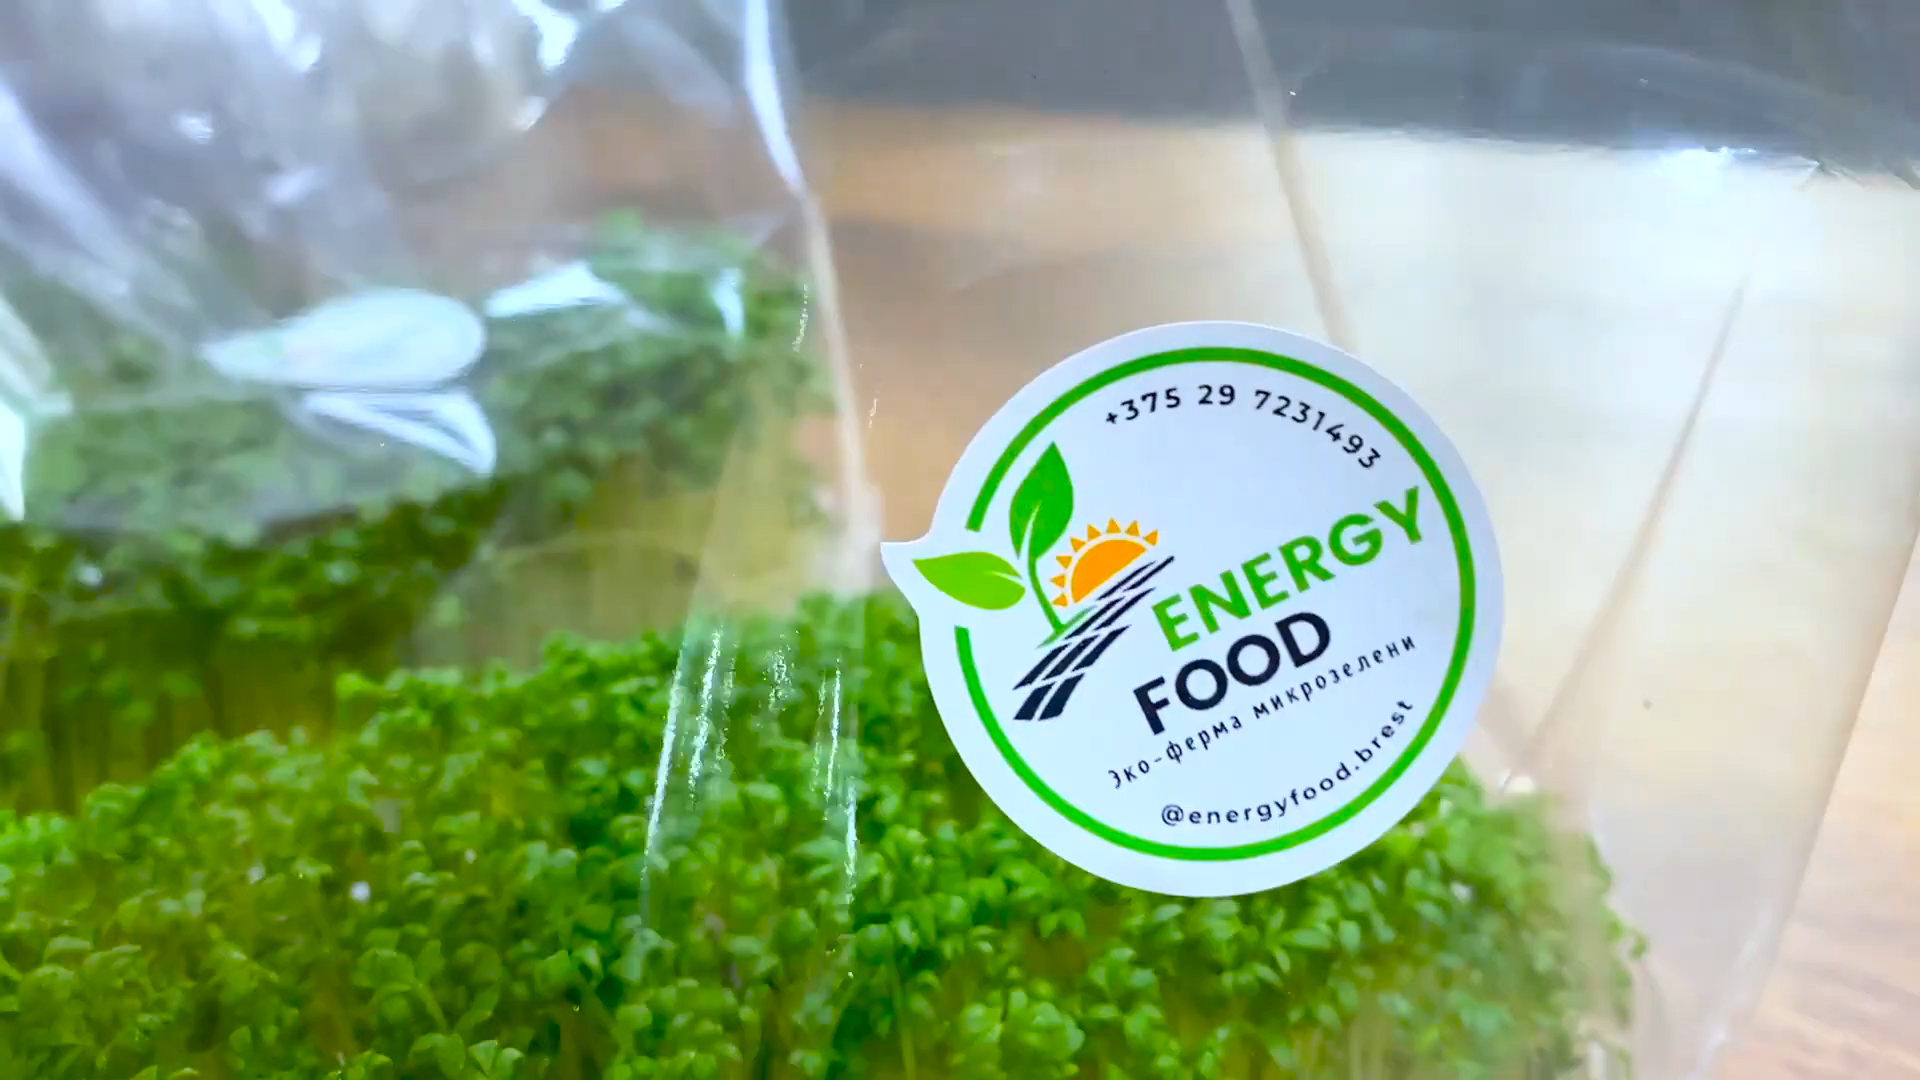 +375 29 7231493
ENERGY
FOOD
Эко-ферма микрозелени
@energyfood.brest